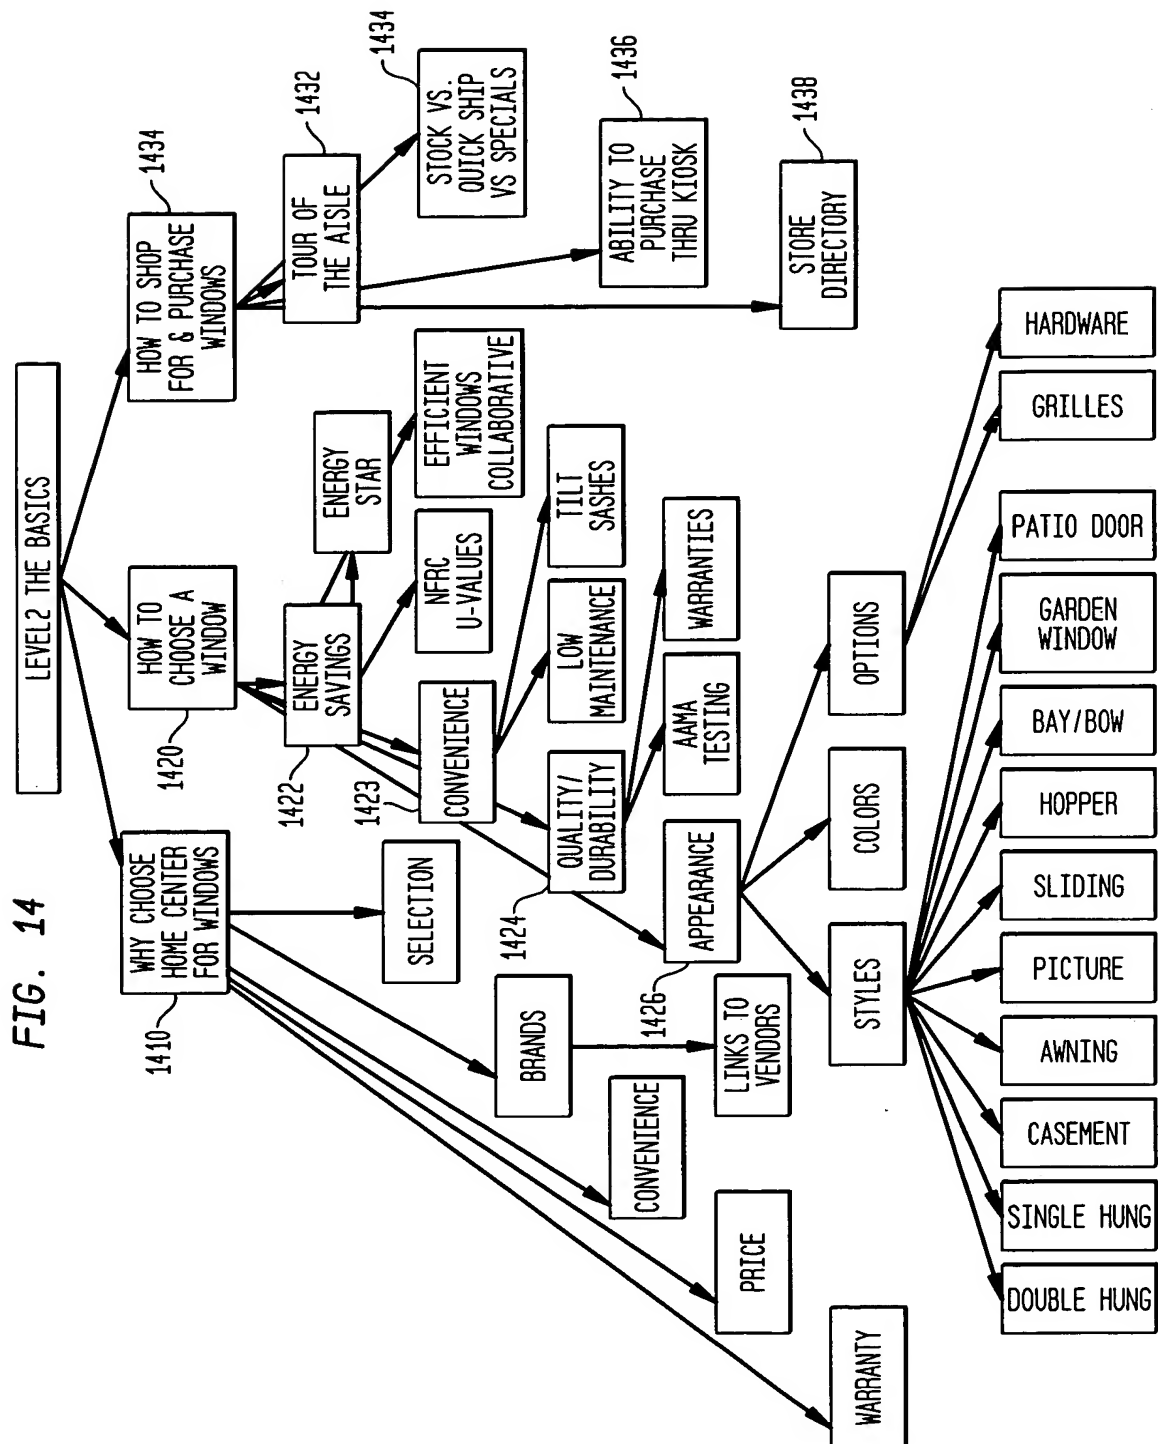 FIG. 14
LEVEL2 THE BASICS
WHY CHOOSE
HOME CENTER
FOR WINDOWS
1410
HOW TO
CHOOSE A
WINDOW
1420
HOW TO SHOP
FOR & PURCHASE
WINDOWS
1434
SELECTION
BRANDS
LINKS TO
VENDORS
CONVENIENCE
PRICE
WARRANTY
ENERGY
SAVINGS
1422
ENERGY
STAR
NFRC
U-VALUES
EFFICIENT
WINDOWS
COLLABORATIVE
CONVENIENCE
1423
LOW
MAINTENANCE
TILT
SASHES
QUALITY/
DURABILITY
1424
AAMA
TESTING
WARRANTIES
APPEARANCE
1426
STYLES
COLORS
OPTIONS
TOUR OF
THE AISLE
1432
STOCK VS.
QUICK SHIP
VS SPECIALS
1434
ABILITY TO
PURCHASE
THRU KIOSK
1436
STORE
DIRECTORY
1438
DOUBLE HUNG
SINGLE HUNG
CASEMENT
AWNING
PICTURE
SLIDING
HOPPER
BAY/BOW
GARDEN
WINDOW
PATIO DOOR
GRILLES
HARDWARE